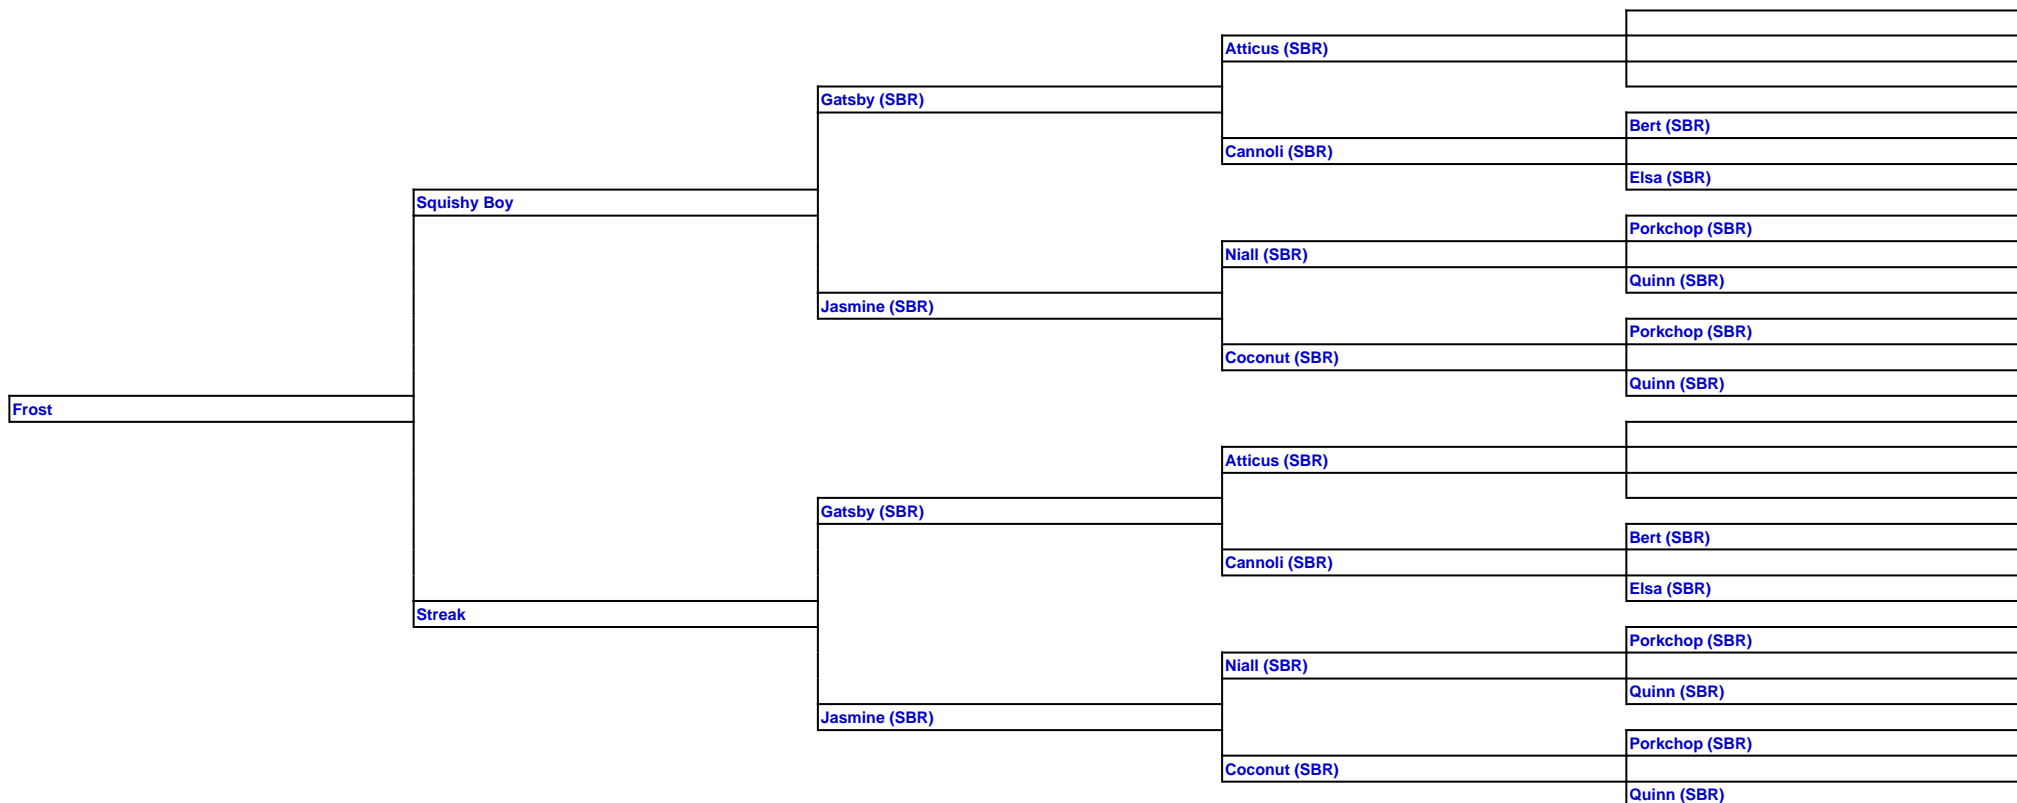 Atticus (SBR)
Gatsby (SBR)
Bert (SBR)
Cannoli (SBR)
Elsa (SBR)
Squishy Boy
Porkchop (SBR)
Niall (SBR)
Quinn (SBR)
Jasmine (SBR)
Porkchop (SBR)
Coconut (SBR)
Quinn (SBR)
Frost
Atticus (SBR)
Gatsby (SBR)
Bert (SBR)
Cannoli (SBR)
Elsa (SBR)
Streak
Porkchop (SBR)
Niall (SBR)
Quinn (SBR)
Jasmine (SBR)
Porkchop (SBR)
Coconut (SBR)
Quinn (SBR)